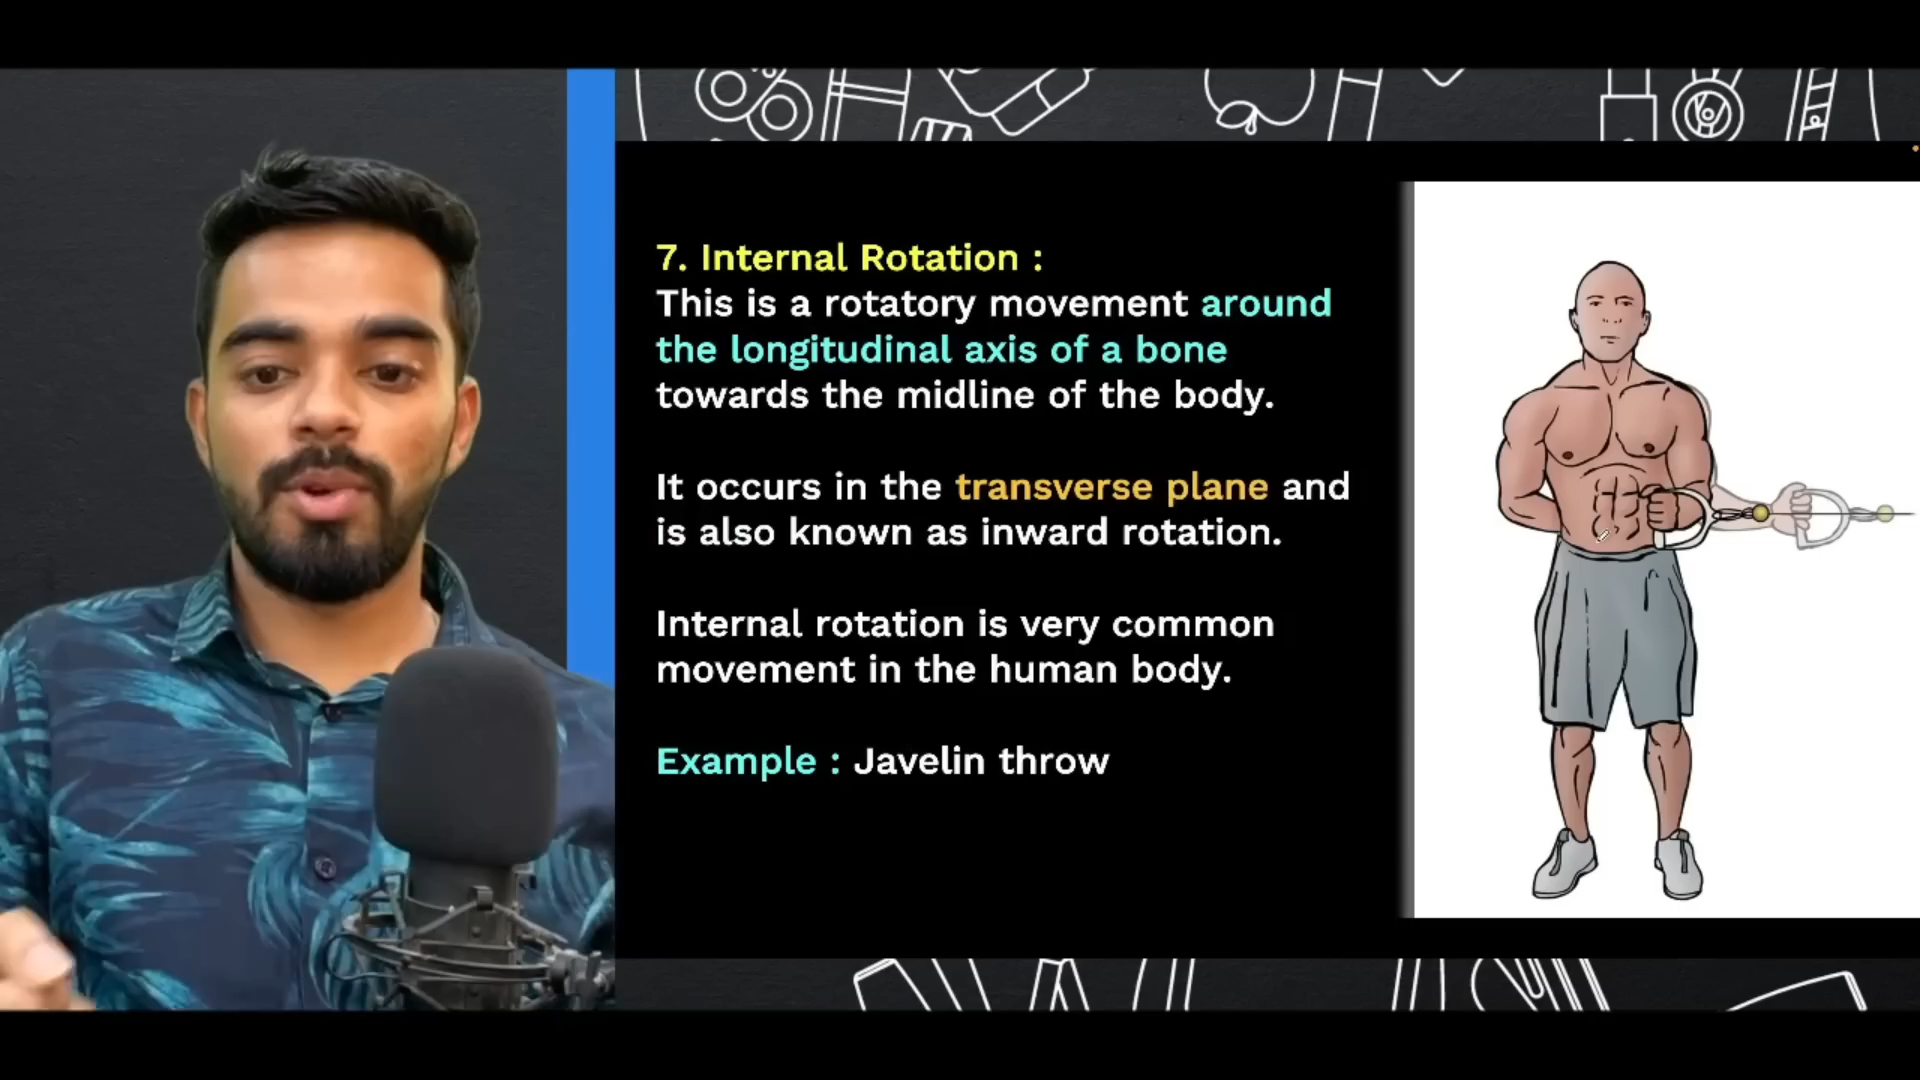 7. Internal Rotation :
This is a rotatory movement around
the longitudinal axis of a bone
towards the midline of the body.
It occurs in the transverse plane and
is also known as inward rotation.
Internal rotation is very common
movement in the human body.
Example : Javelin throw